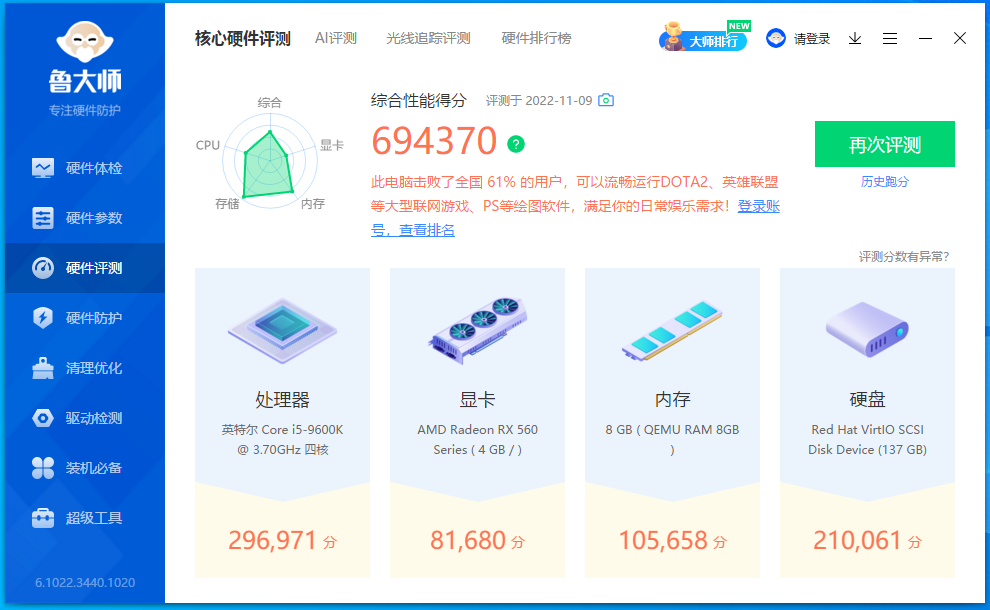 鲁大师
专注硬件防护
硬件体检
硬件参数
硬件评测
硬件防护
清理优化
驱动检测
装机必备
超级工具
6.1022.3440.1020
核心硬件评测
AI评测
光线追踪评测
硬件排行榜
大师排行
NEW
请登录
综合
CPU
显卡
存储
内存
综合性能得分
评测于 2022-11-09
694370
?
此电脑击败了全国 61% 的用户，可以流畅运行DOTA2、英雄联盟
等大型联网游戏、PS等绘图软件，满足你的日常娱乐需求！登录账
号，查看排名
再次评测
历史跑分
评测分数有异常?
处理器
英特尔 Core i5-9600K
@ 3.70GHz 四核
296,971 分
显卡
AMD Radeon RX 560
Series ( 4 GB / )
81,680 分
内存
8 GB ( QEMU RAM 8GB
)
105,658 分
硬盘
Red Hat VirtIO SCSI
Disk Device (137 GB)
210,061 分